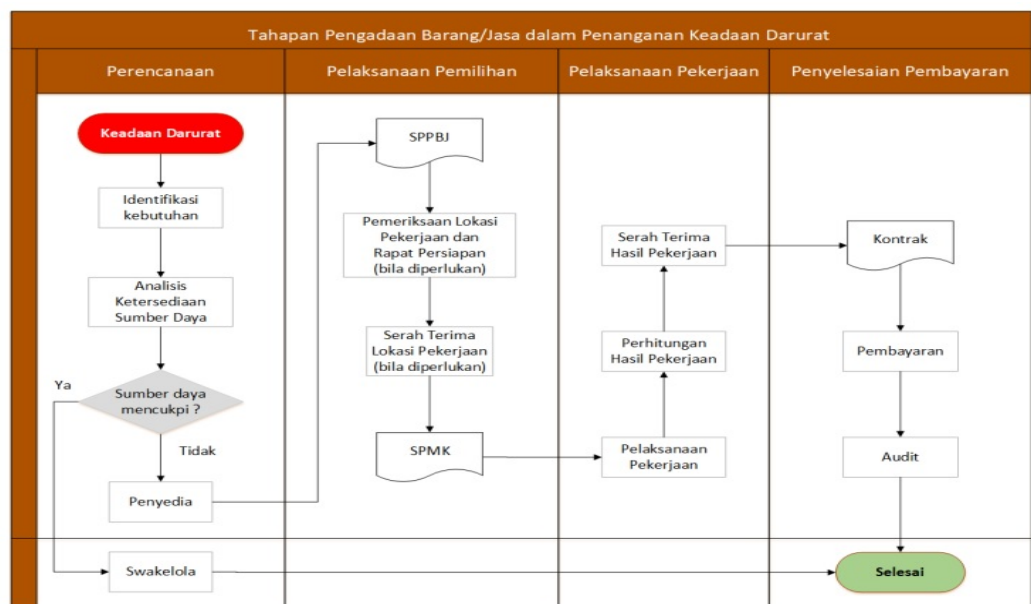 Tahapan Pengadaan Barang/Jasa dalam Penanganan Keadaan Darurat
Perencanaan
Pelaksanaan Pemilihan
Pelaksanaan Pekerjaan
Penyelesaian Pembayaran
Keadaan Darurat
Identifikasi
kebutuhan
Analisis
Ketersediaan
Sumber Daya
Ya
Sumber daya
mencukpi ?
Tidak
Penyedia
Swakelola
SPPBJ
Pemeriksaan Lokasi
Pekerjaan dan
Rapat Persiapan
(bila diperlukan)
Serah Terima
Lokasi Pekerjaan
(bila diperlukan)
SPMK
Serah Terima
Hasil Pekerjaan
Perhitungan
Hasil Pekerjaan
Pelaksanaan
Pekerjaan
Kontrak
Pembayaran
Audit
Selesai